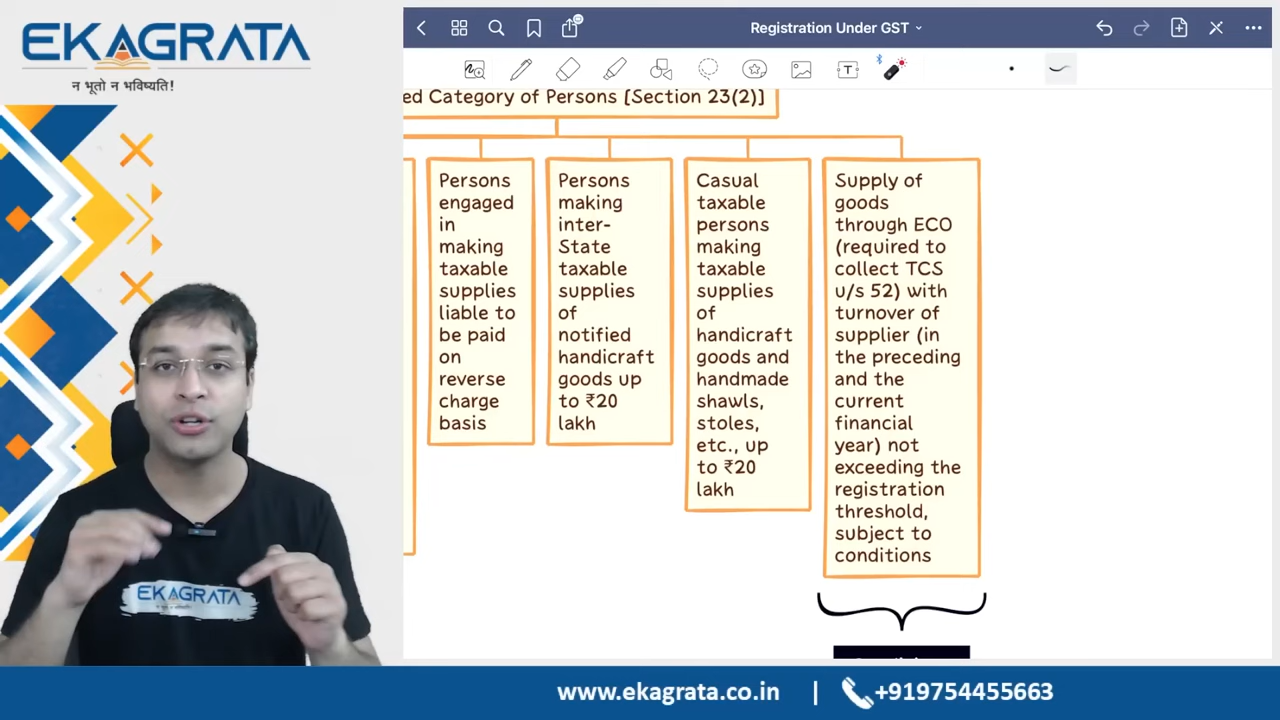 EKAGRATA
न भूतो न भविष्यति!
Registration Under GST
T
ed Category of Persons [Section 23(2)]
Persons
engaged
in
making
taxable
supplies
liable to
be paid
on
reverse
charge
basis
Persons
making
inter-
State
taxable
supplies
of
notified
handicraft
goods up
to ₹20
lakh
Casual
taxable
persons
making
taxable
supplies
of
handicraft
goods and
handmade
shawls,
stoles,
etc., up
to ₹20
lakh
Supply of
goods
through ECO
(required to
collect TCS
u/s 52) with
turnover of
supplier (in
the preceding
and the
current
financial
year) not
exceeding the
registration
threshold,
subject to
conditions
EKAGRATA
www.ekagrata.co.in | +919754455663